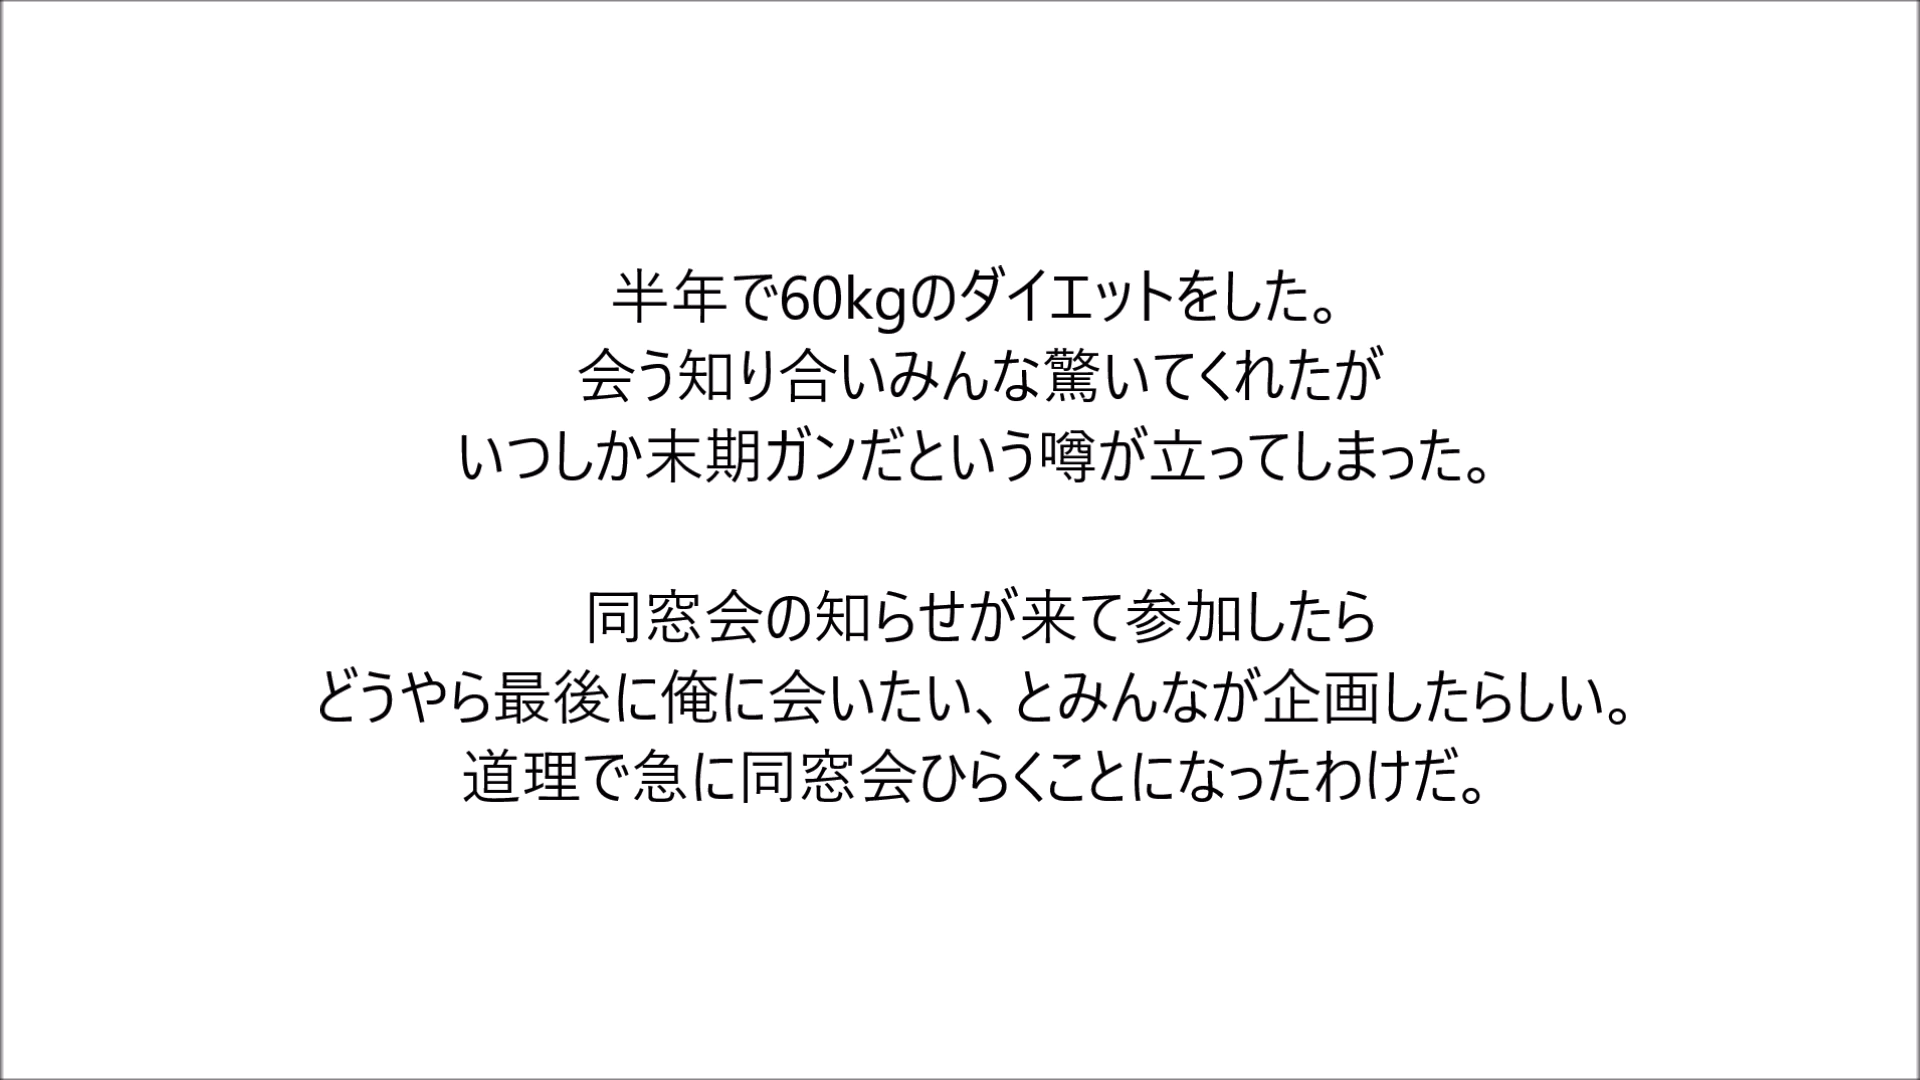 半年で60kgのダイエットをした。
会う知り合いみんな驚いてくれたが
いつしか末期ガンだという噂が立ってしまった。
同窓会の知らせが来て参加したら
どうやら最後に俺に会いたい、とみんなが企画したらしい。
道理で急に同窓会ひらくことになったわけだ。